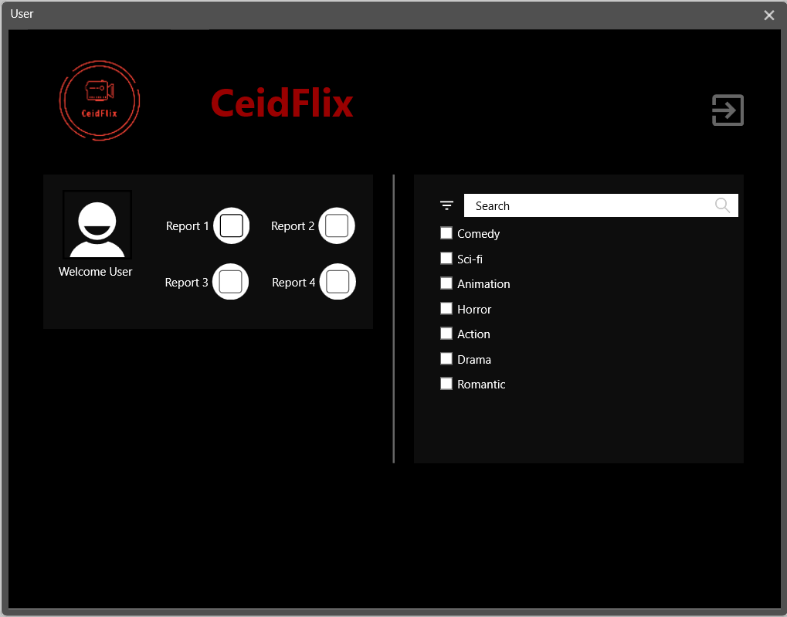 User
CeidFlix
CeidFlix
Report 1
Report 2
Welcome User
Report 3
Report 4
Search
Comedy
Sci-fi
Animation
Horror
Action
Drama
Romantic